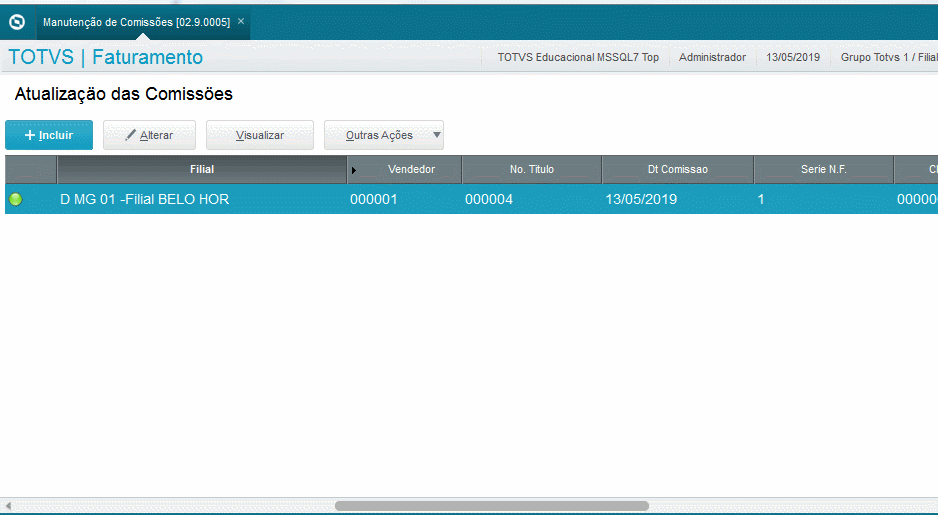 Manutenção de Comissões [02.9.0005] ×
TOTVS | Faturamento
TOTVS Educacional MSSQL7 Top Administrador 13/05/2019 Grupo Totvs 1 / Filial
Atualização das Comissões
+ Incluir Alterar Visualizar Outras Ações
Filial Vendedor No. Titulo Dt Comissao Serie N.F.
D MG 01 -Filial BELO HOR 000001 000004 13/05/2019 1